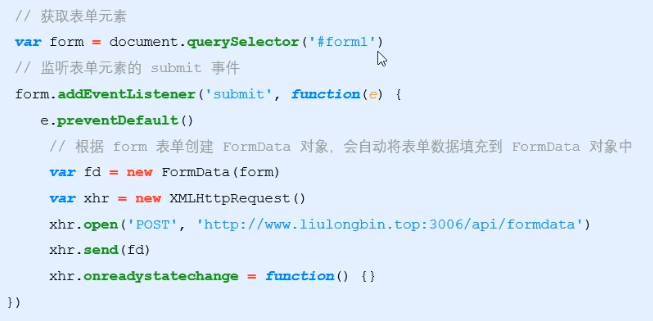 // 获取表单元素
var form = document.querySelector('#form1')
// 监听表单元素的 submit 事件
form.addEventListener('submit', function(e) {
e.preventDefault()
// 根据 form 表单创建 FormData 对象，会自动将表单数据填充到 FormData 对象中
var fd = new FormData(form)
var xhr = new XMLHttpRequest()
xhr.open('POST', 'http://www.liulongbin.top:3006/api/formdata')
xhr.send(fd)
xhr.onreadystatechange = function() {}
})